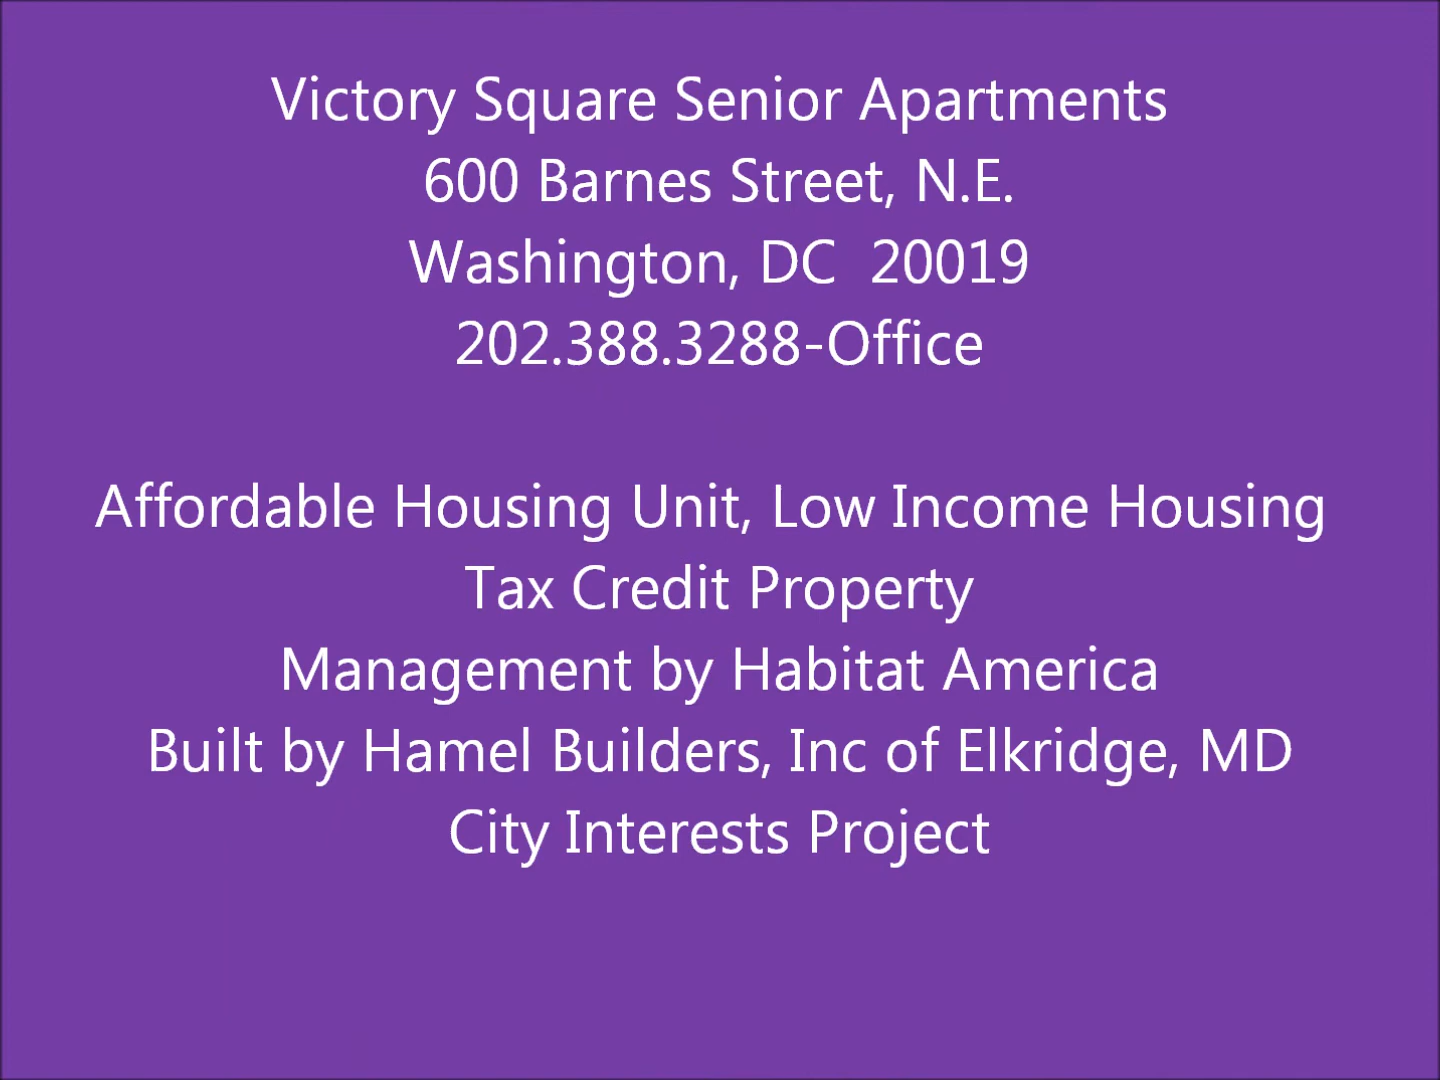 Victory Square Senior Apartments
600 Barnes Street, N.E.
Washington, DC  20019
202.388.3288-Office
Affordable Housing Unit, Low Income Housing
Tax Credit Property
Management by Habitat America
Built by Hamel Builders, Inc of Elkridge, MD
City Interests Project